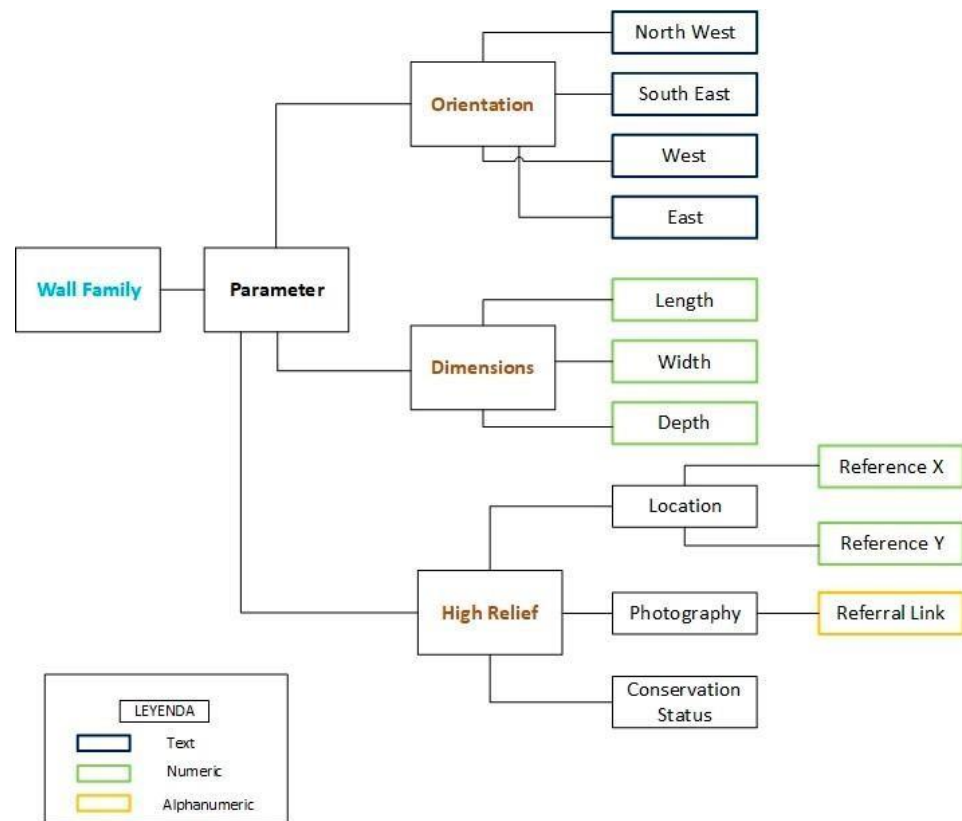 North West
Orientation
South East
West
East
Wall Family
Parameter
Length
Dimensions
Width
Depth
Reference X
Location
Reference Y
High Relief
Photography
Referral Link
Conservation
Status
LEYENDA
Text
Numeric
Alphanumeric